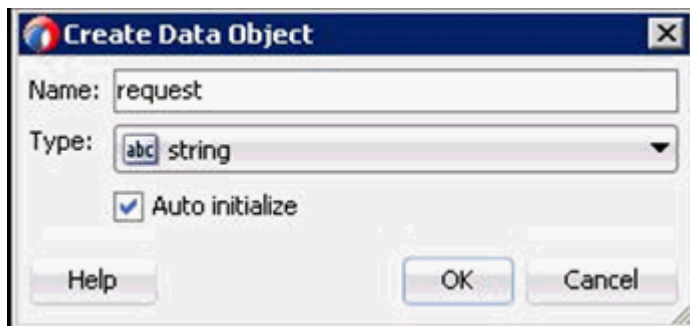 Create Data Object
Name: request
Type: abc string
Auto initialize
Help OK Cancel